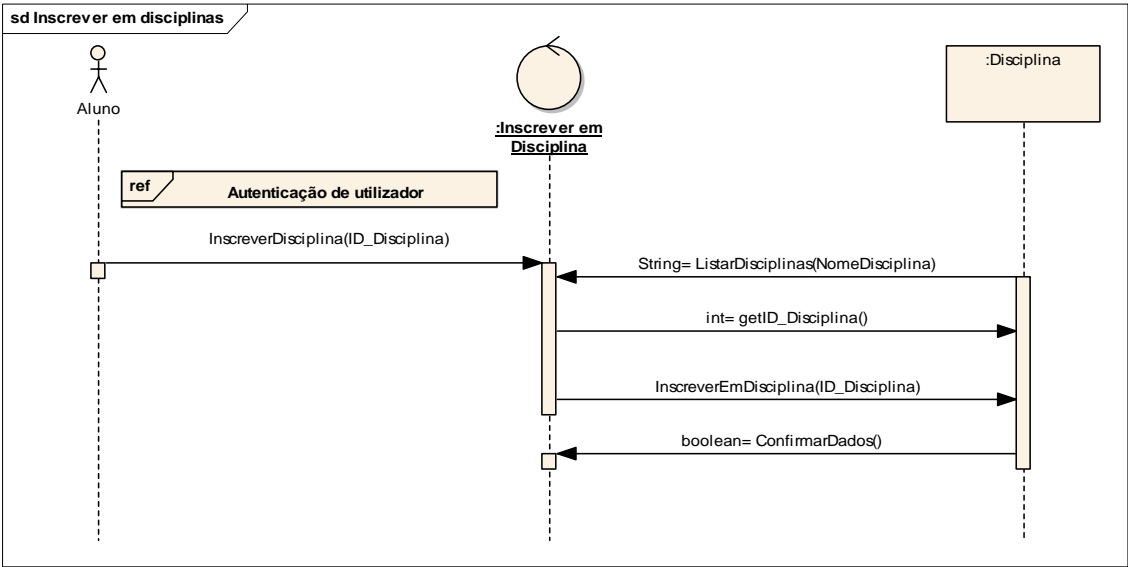 sd Inscrever em disciplinas
Aluno
:Inscrever em
Disciplina
:Disciplina
ref
Autenticação de utilizador
InscreverDisciplina(ID_Disciplina)
String= ListarDisciplinas(NomeDisciplina)
int= getID_Disciplina()
InscreverEmDisciplina(ID_Disciplina)
boolean= ConfirmarDados()